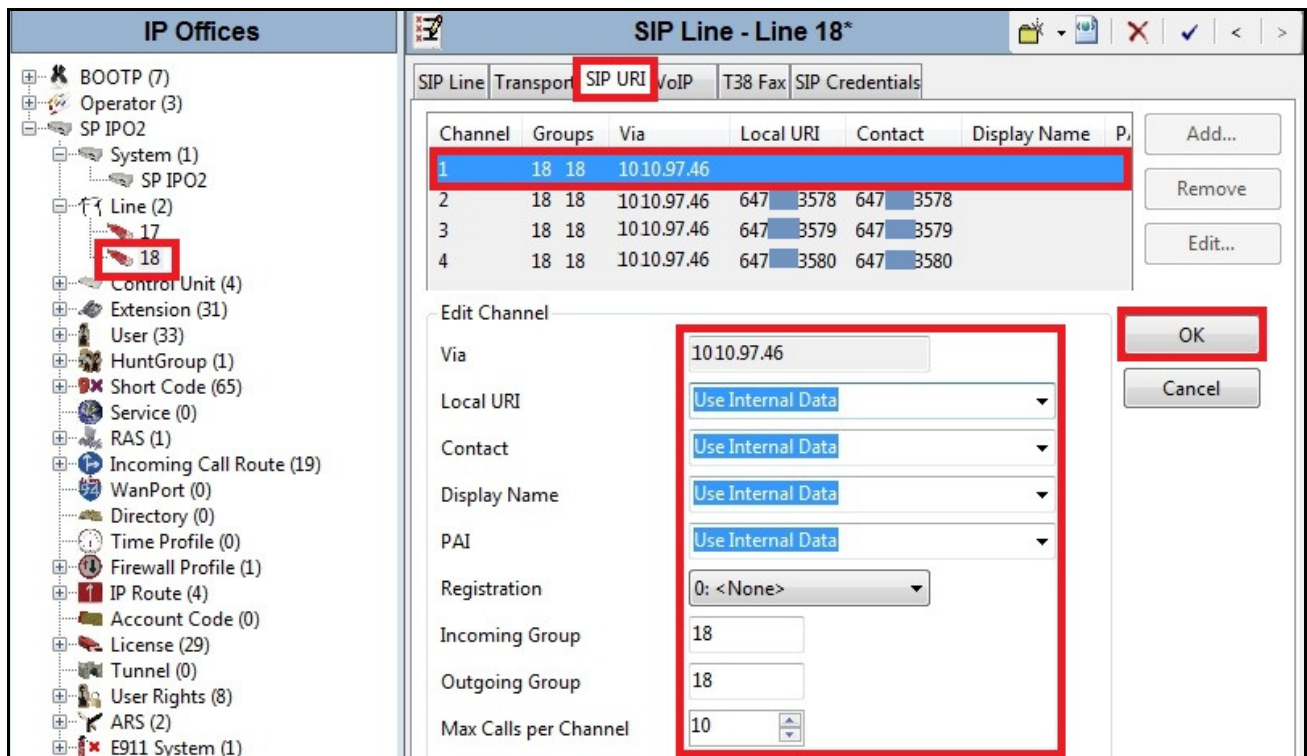 IP Offices
BOOTP (7)
Operator (3)
SP IPO2
System (1)
SP IPO2
Line (2)
17
18
Control Unit (4)
Extension (31)
User (33)
HuntGroup (1)
Short Code (65)
Service (0)
RAS (1)
Incoming Call Route (19)
WanPort (0)
Directory (0)
Time Profile (0)
Firewall Profile (1)
IP Route (4)
Account Code (0)
License (29)
Tunnel (0)
User Rights (8)
ARS (2)
E911 System (1)
SIP Line - Line 18*
SIP Line Transport SIP URI VoIP T38 Fax SIP Credentials
Channel Groups Via Local URI Contact Display Name
1 18 18 1010.97.46
2 18 18 1010.97.46 647 3578 647 3578
3 18 18 1010.97.46 647 3579 647 3579
4 18 18 1010.97.46 647 3580 647 3580
Add...
Remove
Edit...
Edit Channel
Via 1010.97.46
Local URI Use Internal Data
Contact Use Internal Data
Display Name Use Internal Data
PAI Use Internal Data
Registration 0: <None>
Incoming Group 18
Outgoing Group 18
Max Calls per Channel 10
OK
Cancel